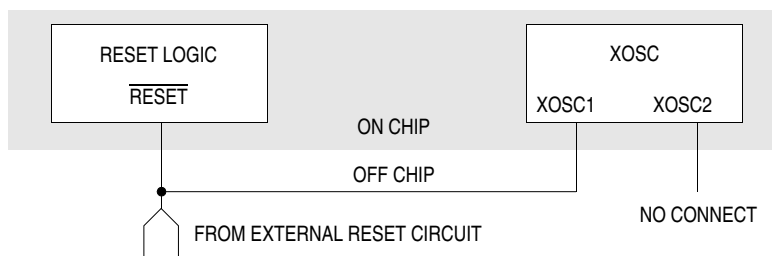 RESET LOGIC
RESET
XOSC
XOSC1
XOSC2
ON CHIP
OFF CHIP
NO CONNECT
FROM EXTERNAL RESET CIRCUIT